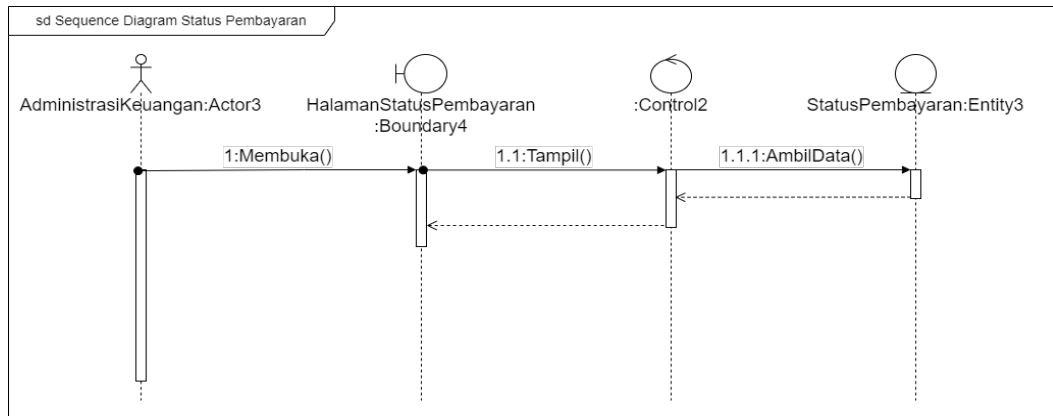 sd Sequence Diagram Status Pembayaran
AdministrasiKeuangan:Actor3
HalamanStatusPembayaran
:Boundary4
:Control2
StatusPembayaran:Entity3
1:Membuka()
1.1:Tampil()
1.1.1:AmbilData()